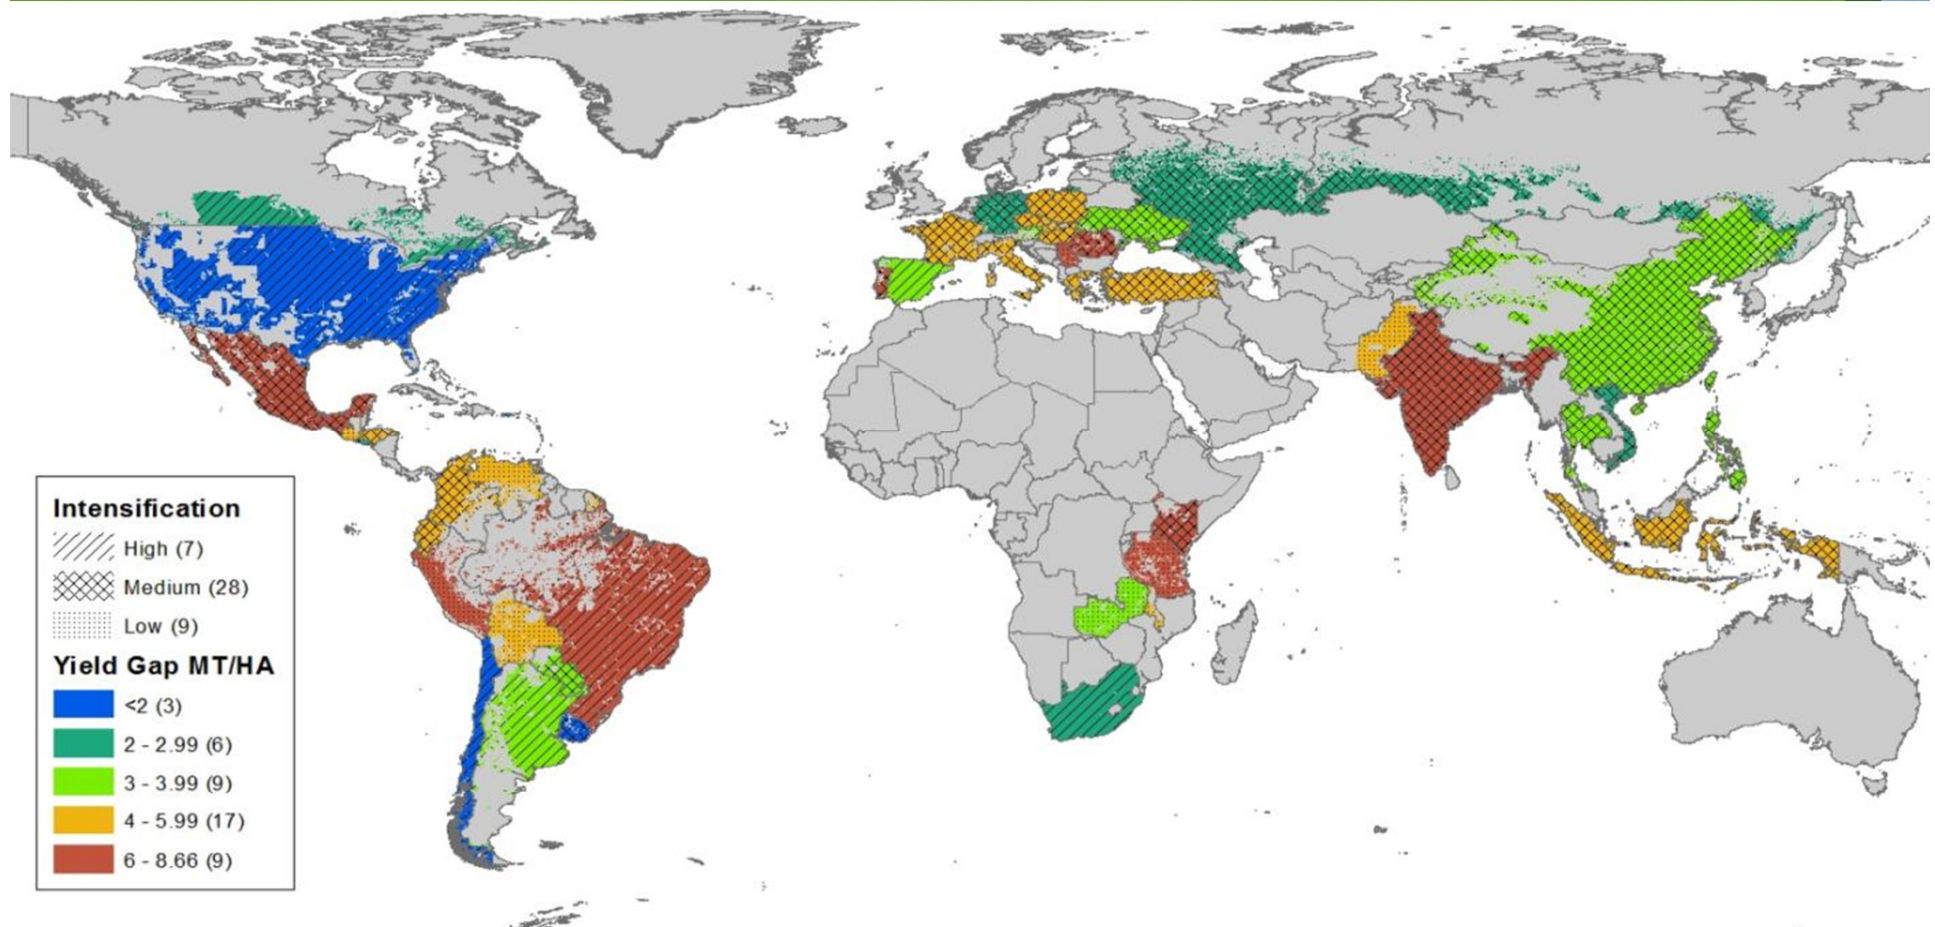 Intensification
High (7)
Medium (28)
Low (9)
Yield Gap MT/HA
<2 (3)
2 - 2.99 (6)
3 - 3.99 (9)
4 - 5.99 (17)
6 - 8.66 (9)